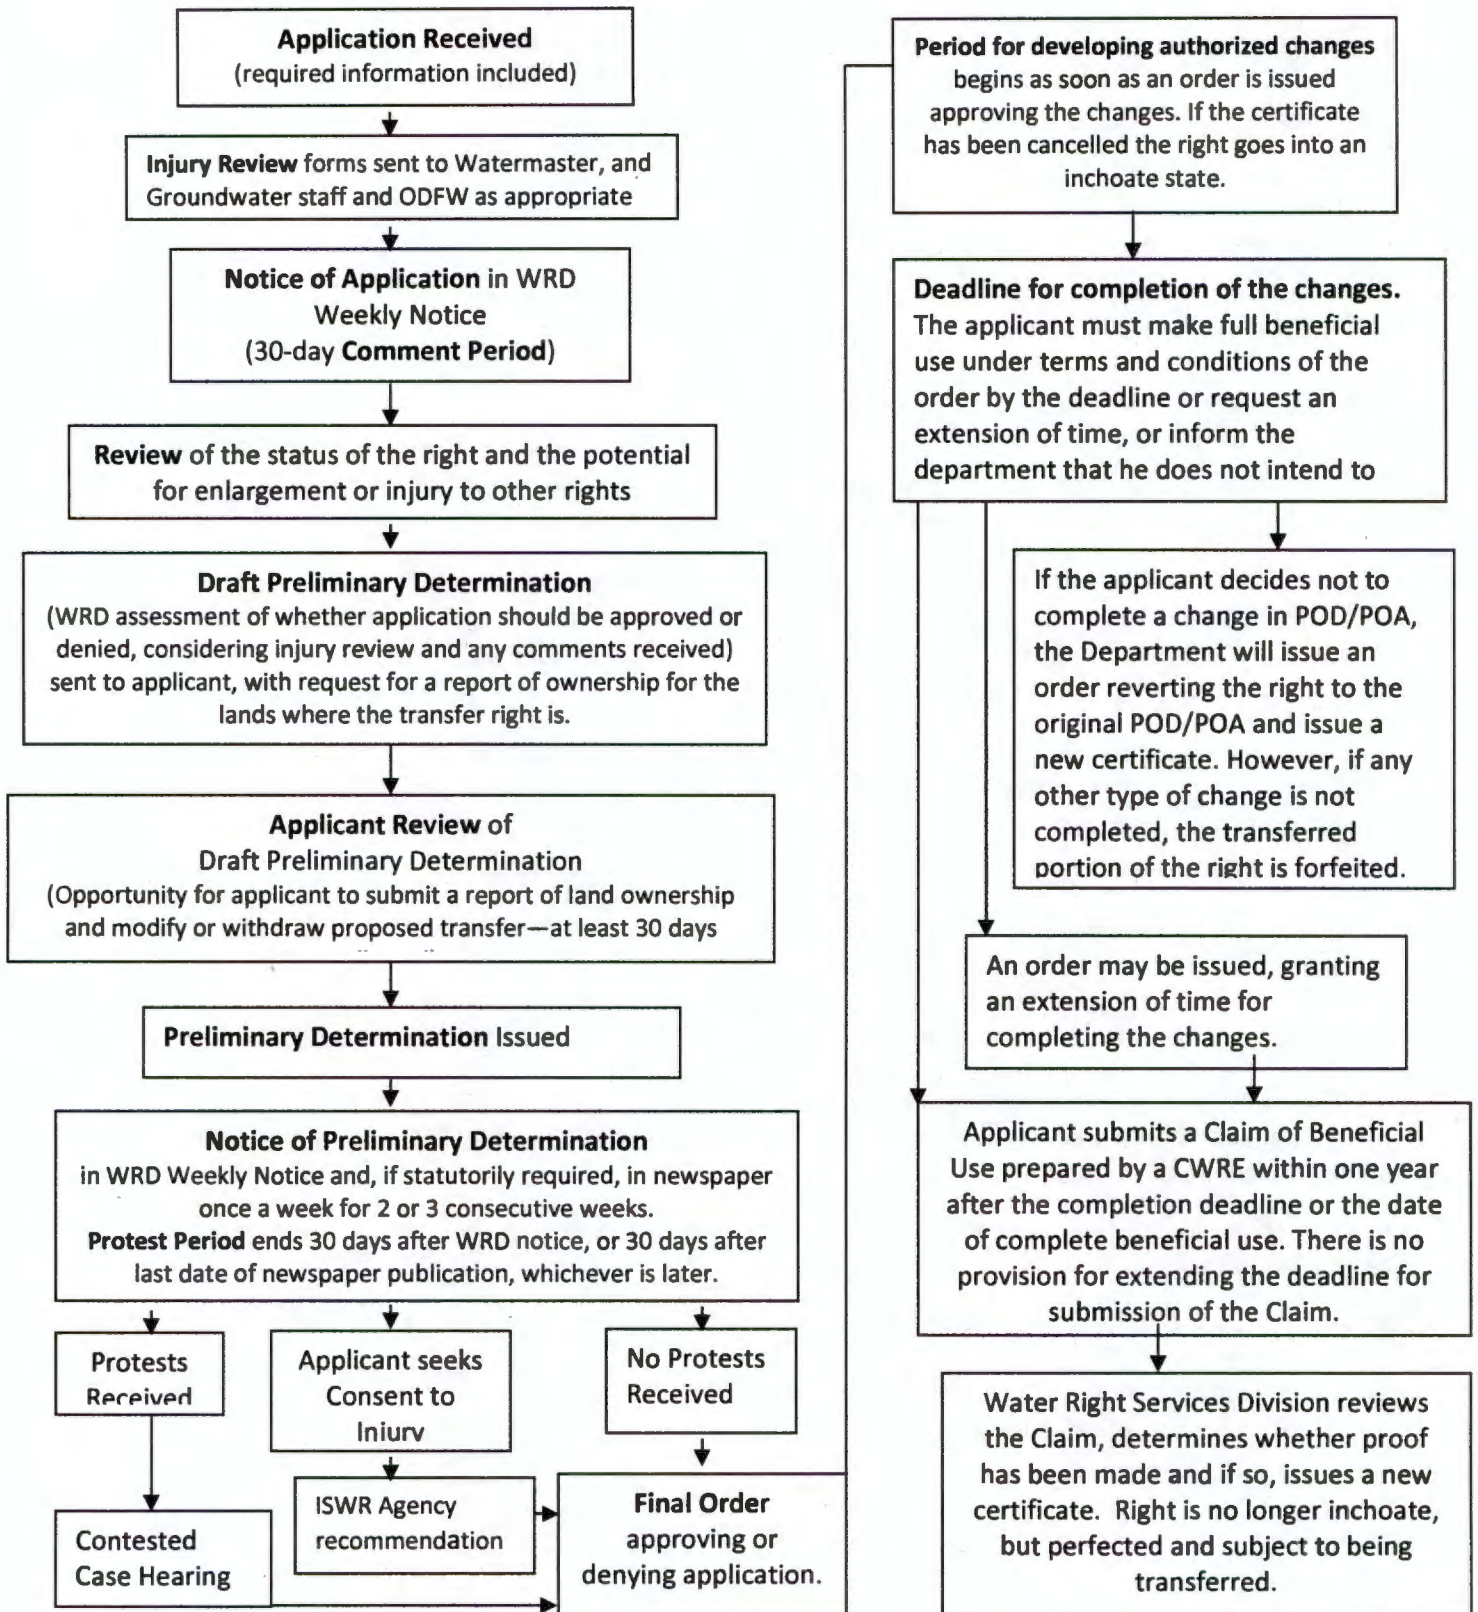 Application Received
(required information included)
Injury Review forms sent to Watermaster, and
Groundwater staff and ODFW as appropriate
Notice of Application in WRD
Weekly Notice
(30-day Comment Period)
Review of the status of the right and the potential
for enlargement or injury to other rights
Draft Preliminary Determination
(WRD assessment of whether application should be approved or
denied, considering injury review and any comments received)
sent to applicant, with request for a report of ownership for the
lands where the transfer right is.
Applicant Review of
Draft Preliminary Determination
(Opportunity for applicant to submit a report of land ownership
and modify or withdraw proposed transfer—at least 30 days
Preliminary Determination Issued
Notice of Preliminary Determination
in WRD Weekly Notice and, if statutorily required, in newspaper
once a week for 2 or 3 consecutive weeks.
Protest Period ends 30 days after WRD notice, or 30 days after
last date of newspaper publication, whichever is later.
Protests
Received
Applicant seeks
Consent to
Injury
No Protests
Received
Contested
Case Hearing
ISWR Agency
recommendation
Final Order
approving or
denying application.
Period for developing authorized changes
begins as soon as an order is issued
approving the changes. If the certificate
has been cancelled the right goes into an
inchoate state.
Deadline for completion of the changes.
The applicant must make full beneficial
use under terms and conditions of the
order by the deadline or request an
extension of time, or inform the
department that he does not intend to
If the applicant decides not to
complete a change in POD/POA,
the Department will issue an
order reverting the right to the
original POD/POA and issue a
new certificate. However, if any
other type of change is not
completed, the transferred
portion of the right is forfeited.
An order may be issued, granting
an extension of time for
completing the changes.
Applicant submits a Claim of Beneficial
Use prepared by a CWRE within one year
after the completion deadline or the date
of complete beneficial use. There is no
provision for extending the deadline for
submission of the Claim.
Water Right Services Division reviews
the Claim, determines whether proof
has been made and if so, issues a new
certificate. Right is no longer inchoate,
but perfected and subject to being
transferred.